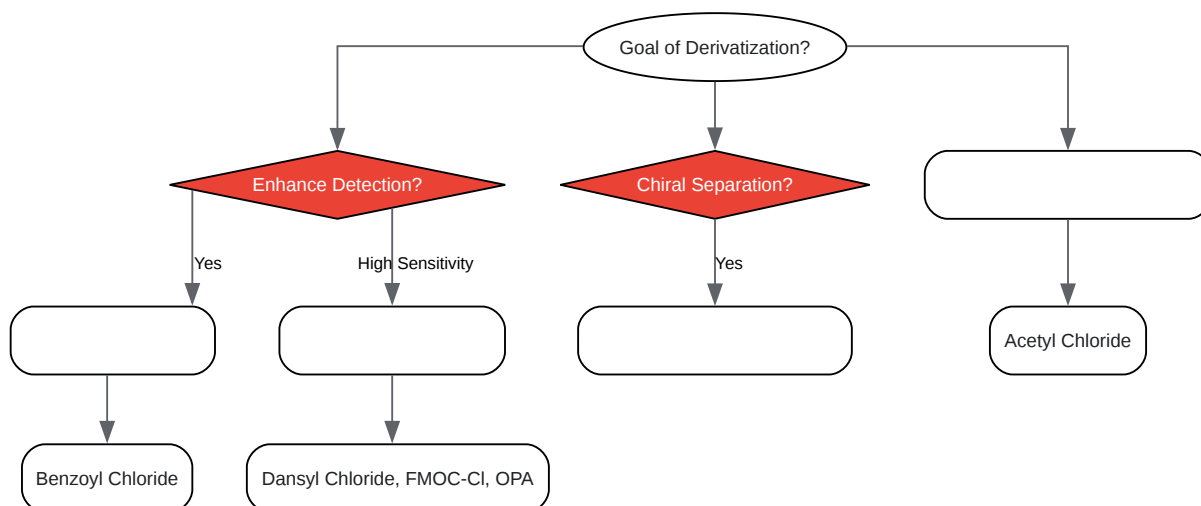 Goal of Derivatization?
Enhance Detection?
Chiral Separation?
Yes
High Sensitivity
Yes
Acetyl Chloride
Benzoyl Chloride
Dansyl Chloride, FMOC-Cl, OPA